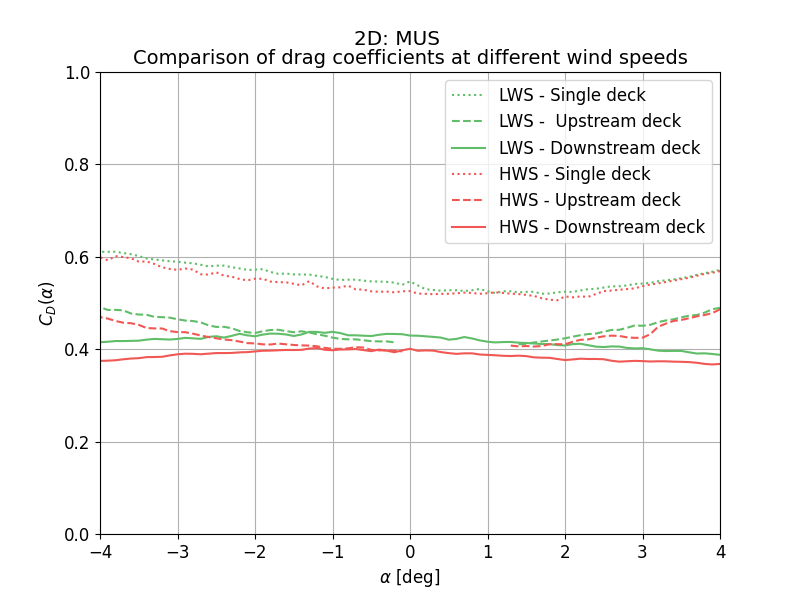 2D: MUS
Comparison of drag coefficients at different wind speeds
1.0
0.8
0.6
0.4
0.2
0.0
C_D(α)
LWS - Single deck
LWS -  Upstream deck
LWS - Downstream deck
HWS - Single deck
HWS - Upstream deck
HWS - Downstream deck
−4 −3 −2 −1 0 1 2 3 4
α [deg]